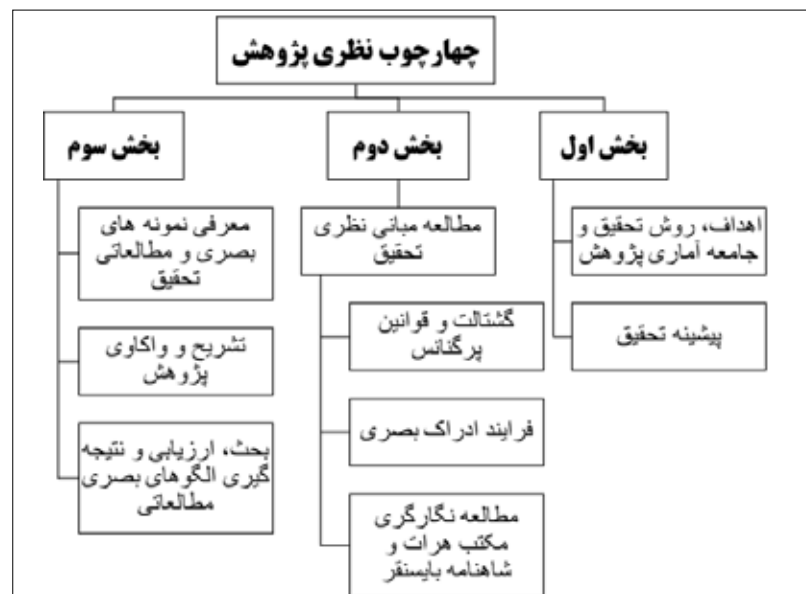 چهارچوب نظری پژوهش
بخش اول
اهداف، روش تحقیق و
جامعه آماری پژوهش
پیشینه تحقیق
بخش دوم
مطالعه مبانی نظری
تحقیق
گشتالت و قوانین
پرگنانس
فرایند ادراک بصری
مطالعه نگارگری
مکتب هرات و
شاهنامه بایسنقر
بخش سوم
معرفی نمونه های
بصری و مطالعاتی
تحقیق
تشریح و واکاوی
پژوهش
بحث، ارزیابی و نتیجه
گیری الگوهای بصری
مطالعاتی